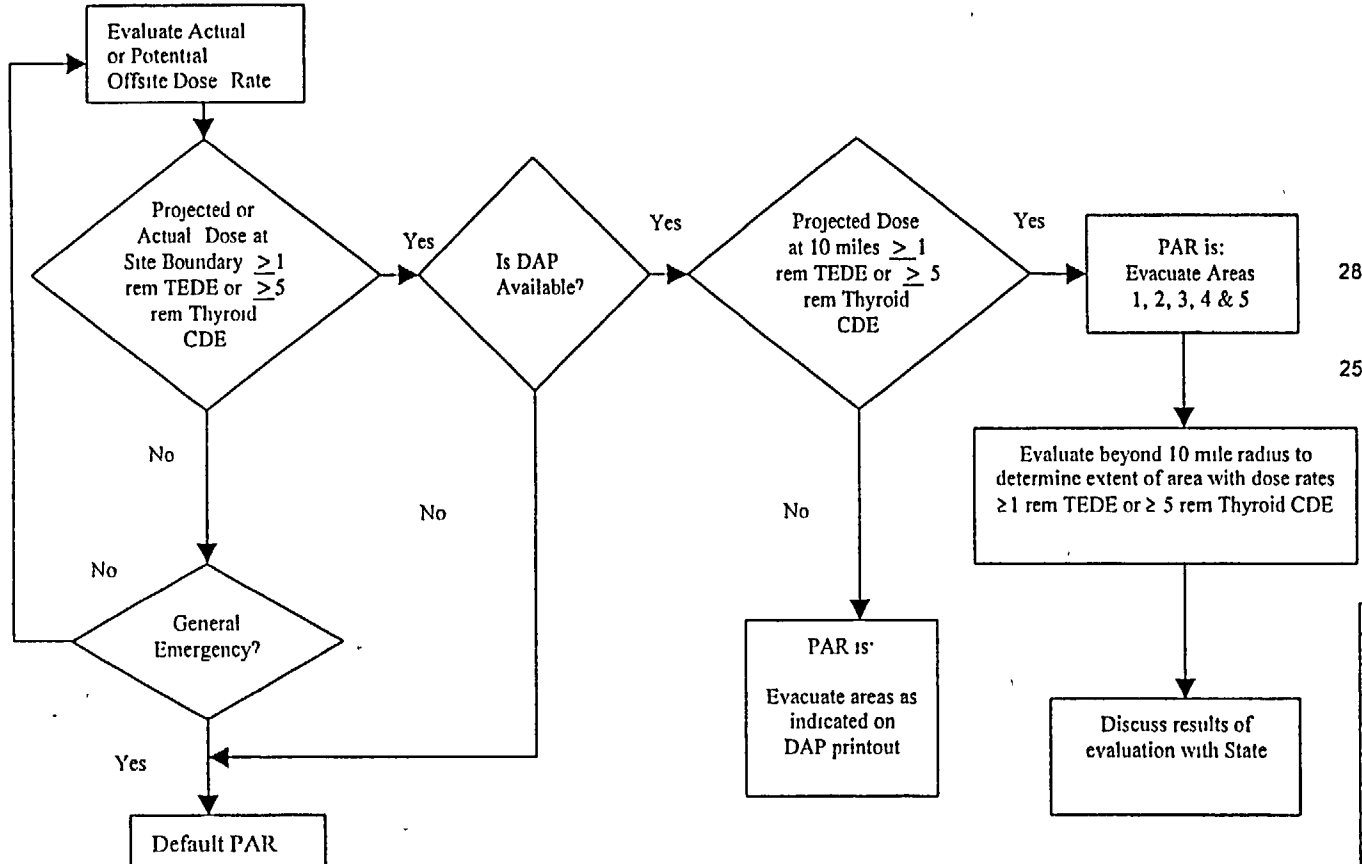 Evaluate Actual
or Potential
Offsite Dose Rate
Projected or
Actual Dose at
Site Boundary ≥1
rem TEDE or ≥5
rem Thyroid
CDE
Yes
Is DAP
Available?
Yes
Projected Dose
at 10 miles ≥ 1
rem TEDE or ≥ 5
rem Thyroid
CDE
Yes
PAR is:
Evacuate Areas
1, 2, 3, 4 & 5
28
25
No
No
No
Evaluate beyond 10 mile radius to
determine extent of area with dose rates
≥1 rem TEDE or ≥ 5 rem Thyroid CDE
No
General
Emergency?
PAR is:
Evacuate areas as
indicated on
DAP printout
Discuss results of
evaluation with State
Yes
Default PAR